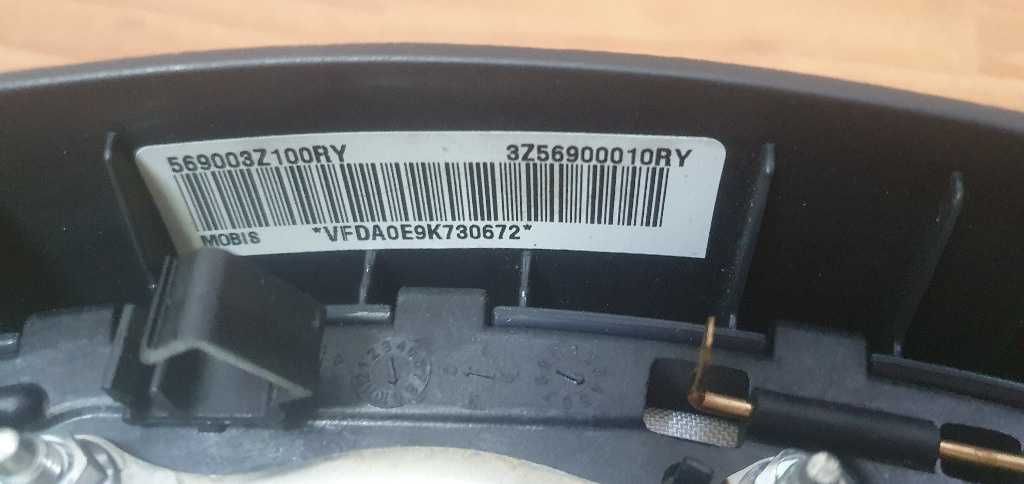 569003Z100RY 3Z56900010RY
MOBIS *VFDA0E9K730672*